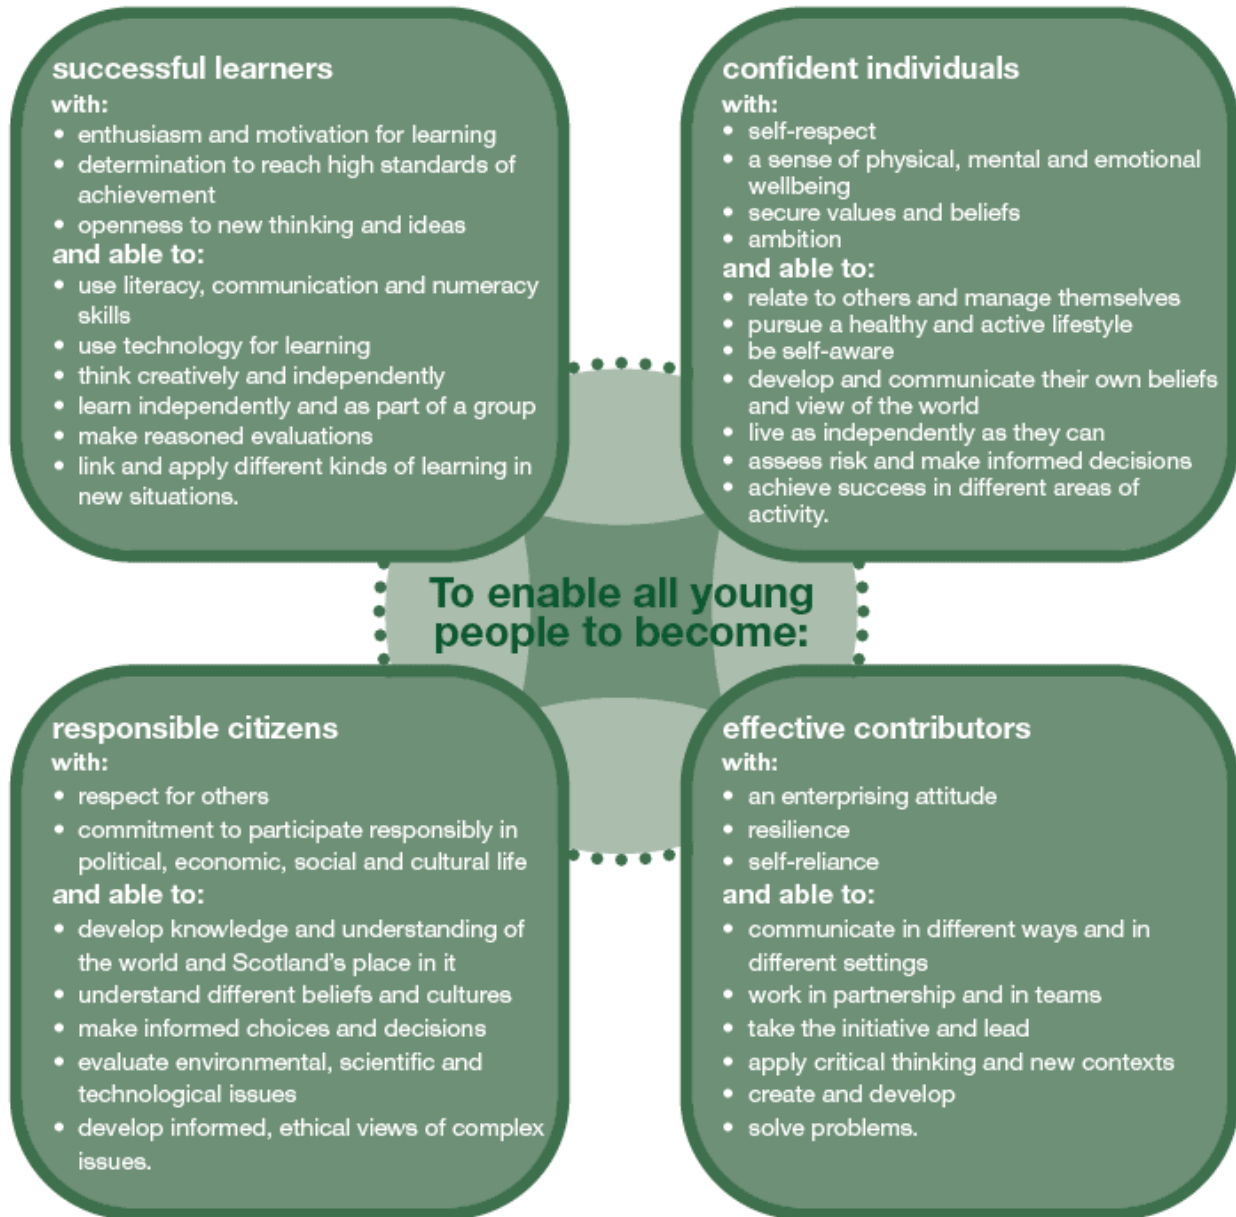 successful learners
with:
• enthusiasm and motivation for learning
• determination to reach high standards of
achievement
• openness to new thinking and ideas
and able to:
• use literacy, communication and numeracy
skills
• use technology for learning
• think creatively and independently
• learn independently and as part of a group
• make reasoned evaluations
• link and apply different kinds of learning in
new situations.
confident individuals
with:
• self-respect
• a sense of physical, mental and emotional
wellbeing
• secure values and beliefs
• ambition
and able to:
• relate to others and manage themselves
• pursue a healthy and active lifestyle
• be self-aware
• develop and communicate their own beliefs
and view of the world
• live as independently as they can
• assess risk and make informed decisions
• achieve success in different areas of
activity.
To enable all young
people to become:
responsible citizens
with:
• respect for others
• commitment to participate responsibly in
political, economic, social and cultural life
and able to:
• develop knowledge and understanding of
the world and Scotland's place in it
• understand different beliefs and cultures
• make informed choices and decisions
• evaluate environmental, scientific and
technological issues
• develop informed, ethical views of complex
issues.
effective contributors
with:
• an enterprising attitude
• resilience
• self-reliance
and able to:
• communicate in different ways and in
different settings
• work in partnership and in teams
• take the initiative and lead
• apply critical thinking and new contexts
• create and develop
• solve problems.